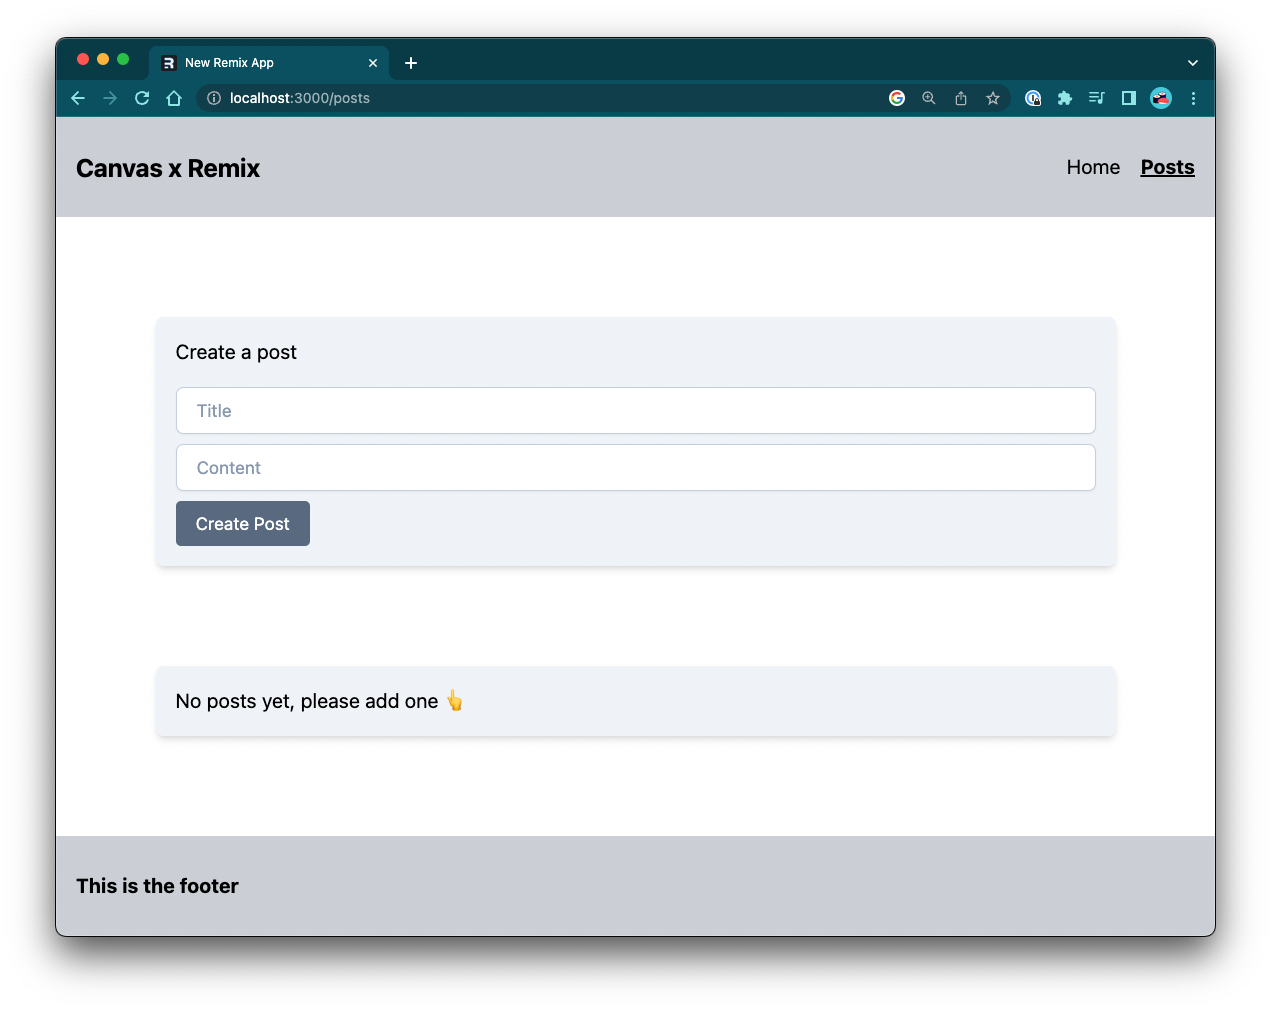 New Remix App
localhost:3000/posts
Canvas x Remix
Home Posts
Create a post
Title
Content
Create Post
No posts yet, please add one 👆
This is the footer